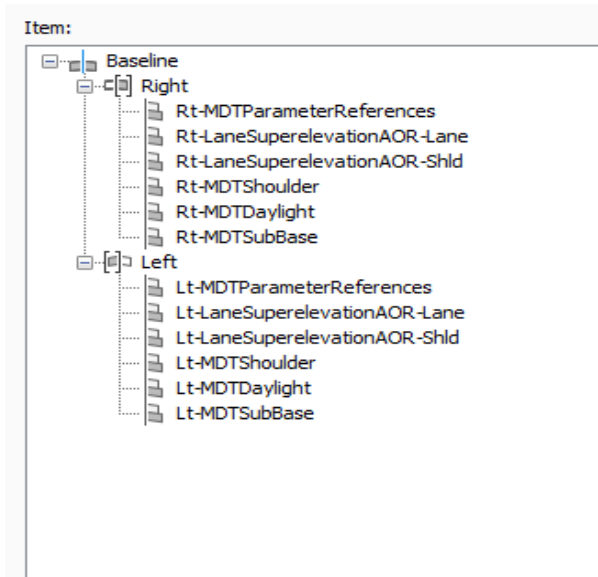 Item:
Baseline
Right
Rt-MDTParameterReferences
Rt-LaneSuperelevationAOR-Lane
Rt-LaneSuperelevationAOR-Shld
Rt-MDTShoulder
Rt-MDTDaylight
Rt-MDTSubBase
Left
Lt-MDTParameterReferences
Lt-LaneSuperelevationAOR-Lane
Lt-LaneSuperelevationAOR-Shld
Lt-MDTShoulder
Lt-MDTDaylight
Lt-MDTSubBase